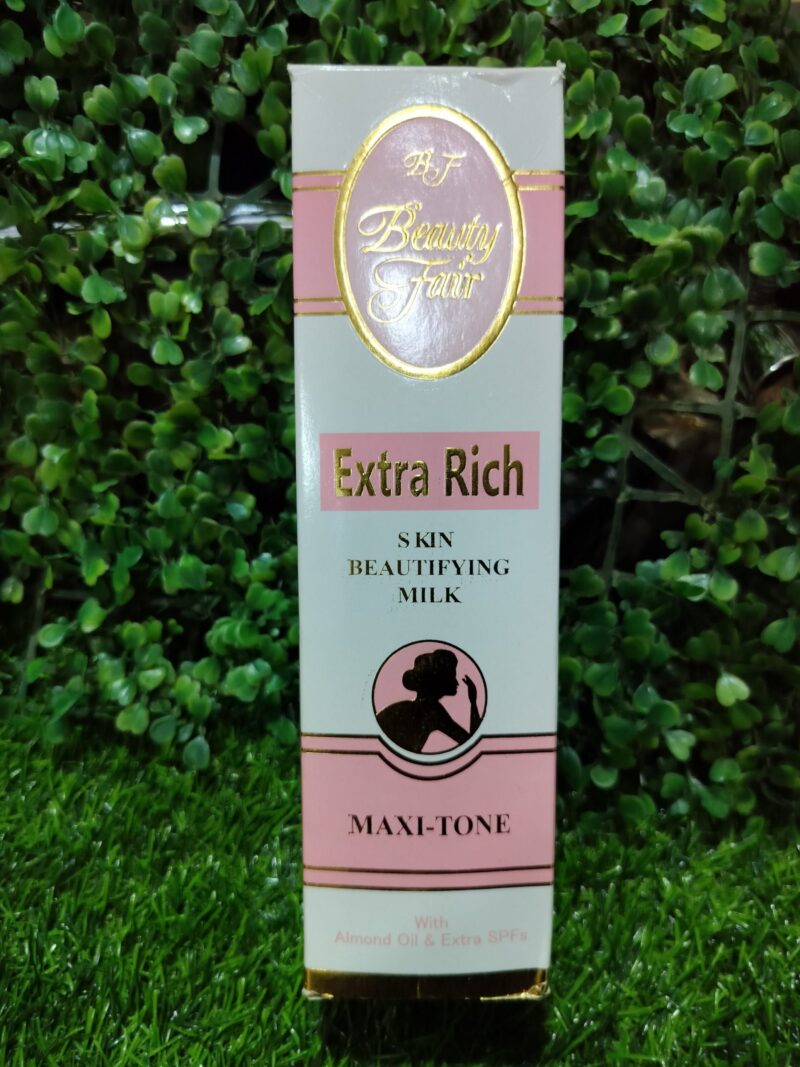 BF
Beauty
Fair
Extra Rich
SKIN
BEAUTIFYING
MILK
MAXI-TONE
With
Almond Oil & Extra SPFs